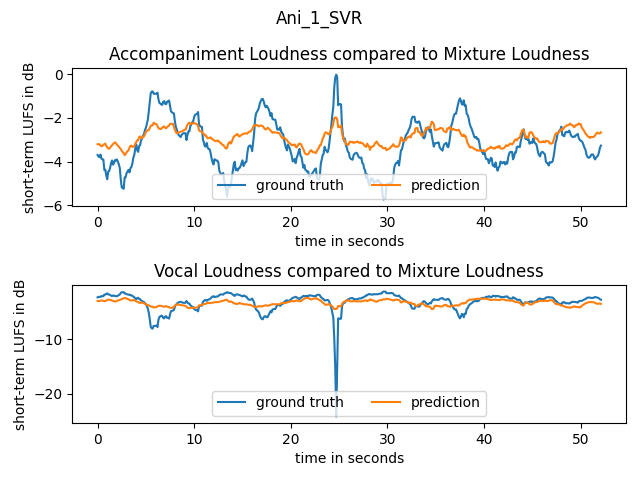 Ani_1_SVR
Accompaniment Loudness compared to Mixture Loudness
short-term LUFS in dB
0
−2
−4
−6
ground truth prediction
0 10 20 30 40 50
time in seconds
Vocal Loudness compared to Mixture Loudness
short-term LUFS in dB
−10
−20
ground truth prediction
0 10 20 30 40 50
time in seconds